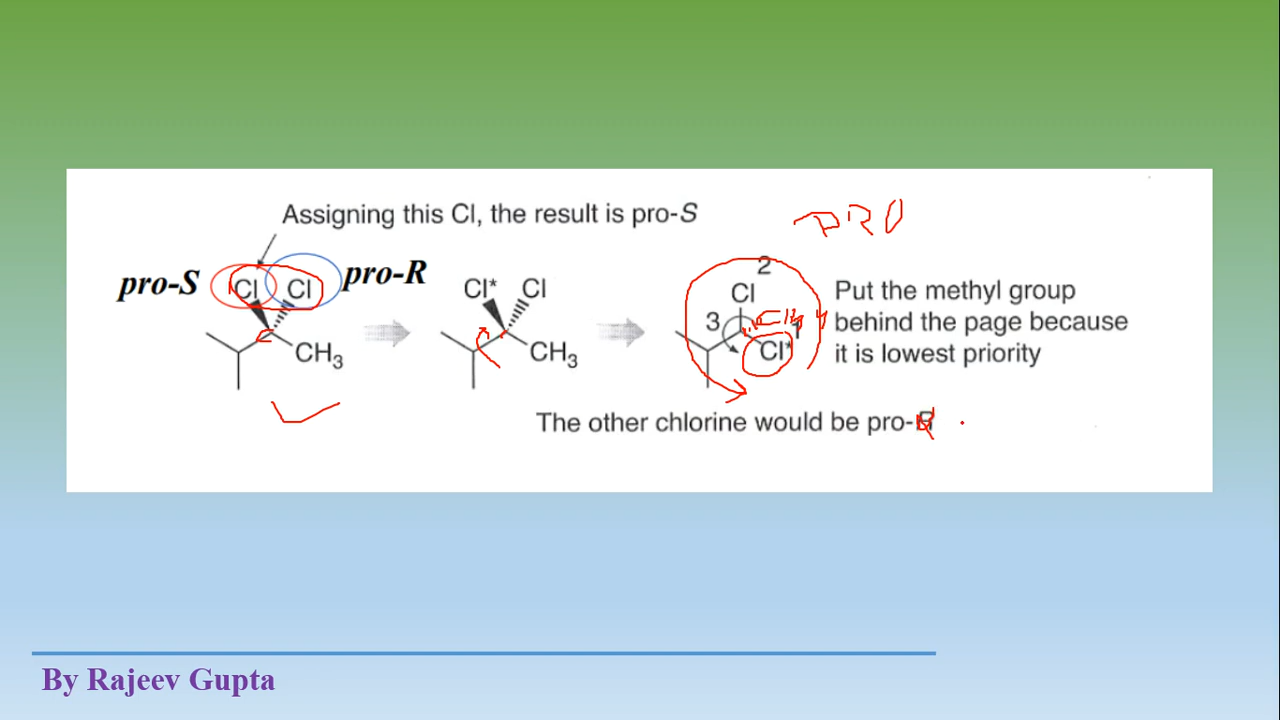 Assigning this Cl, the result is pro-S
PRO
pro-S Cl Cl pro-R
CH3
Cl* Cl
CH3
2
Cl
3 CH3 1
Cl*
Put the methyl group
behind the page because
it is lowest priority
The other chlorine would be pro-R
By Rajeev Gupta